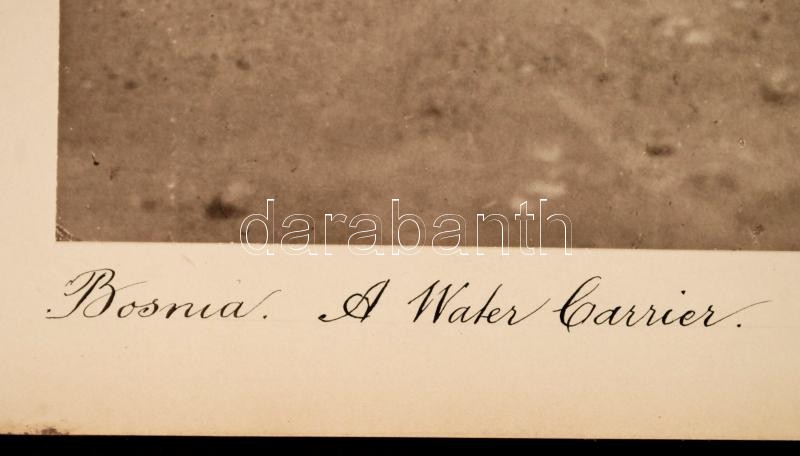 darabanth
Bosnia. A Water Carrier.